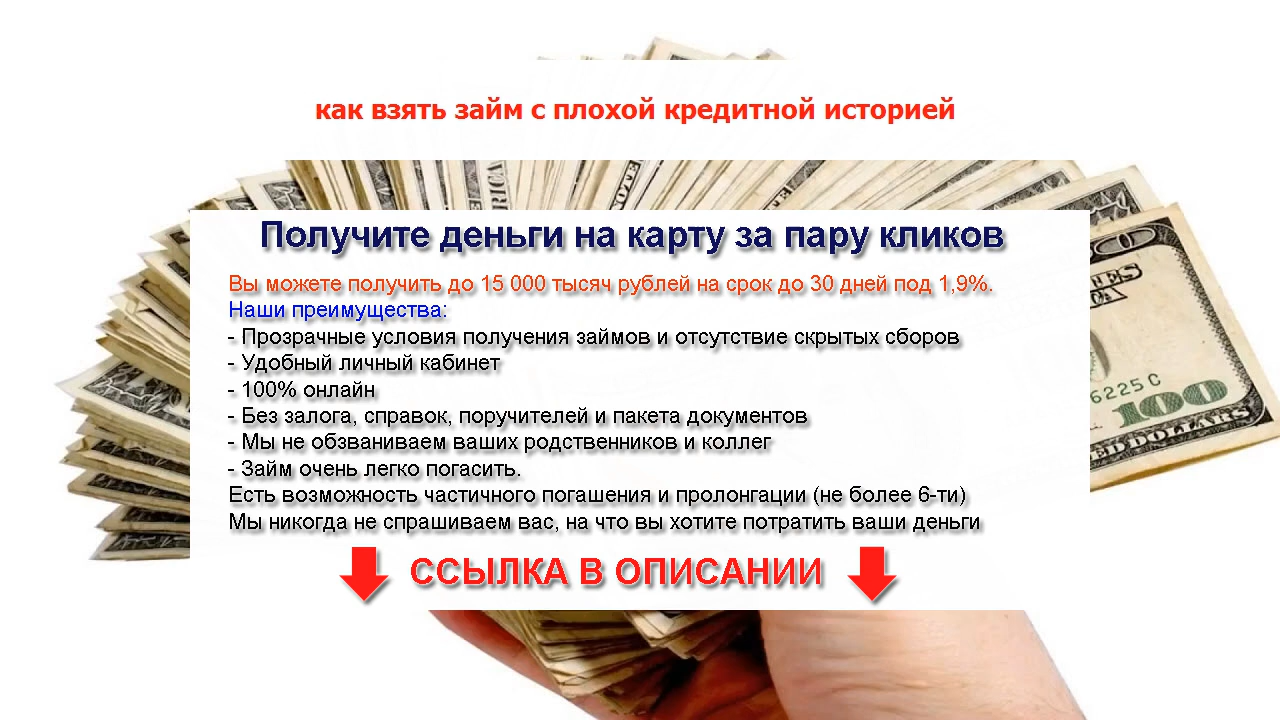 как взять займ с плохой кредитной историей
Получите деньги на карту за пару кликов
Вы можете получить до 15 000 тысяч рублей на срок до 30 дней под 1,9%.
Наши преимущества:
- Прозрачные условия получения займов и отсутствие скрытых сборов
- Удобный личный кабинет
- 100% онлайн
- Без залога, справок, поручителей и пакета документов
- Мы не обзваниваем ваших родственников и коллег
- Займ очень легко погасить.
Есть возможность частичного погашения и пролонгации (не более 6-ти)
Мы никогда не спрашиваем вас, на что вы хотите потратить ваши деньги
ССЫЛКА В ОПИСАНИИ
6225 C
100